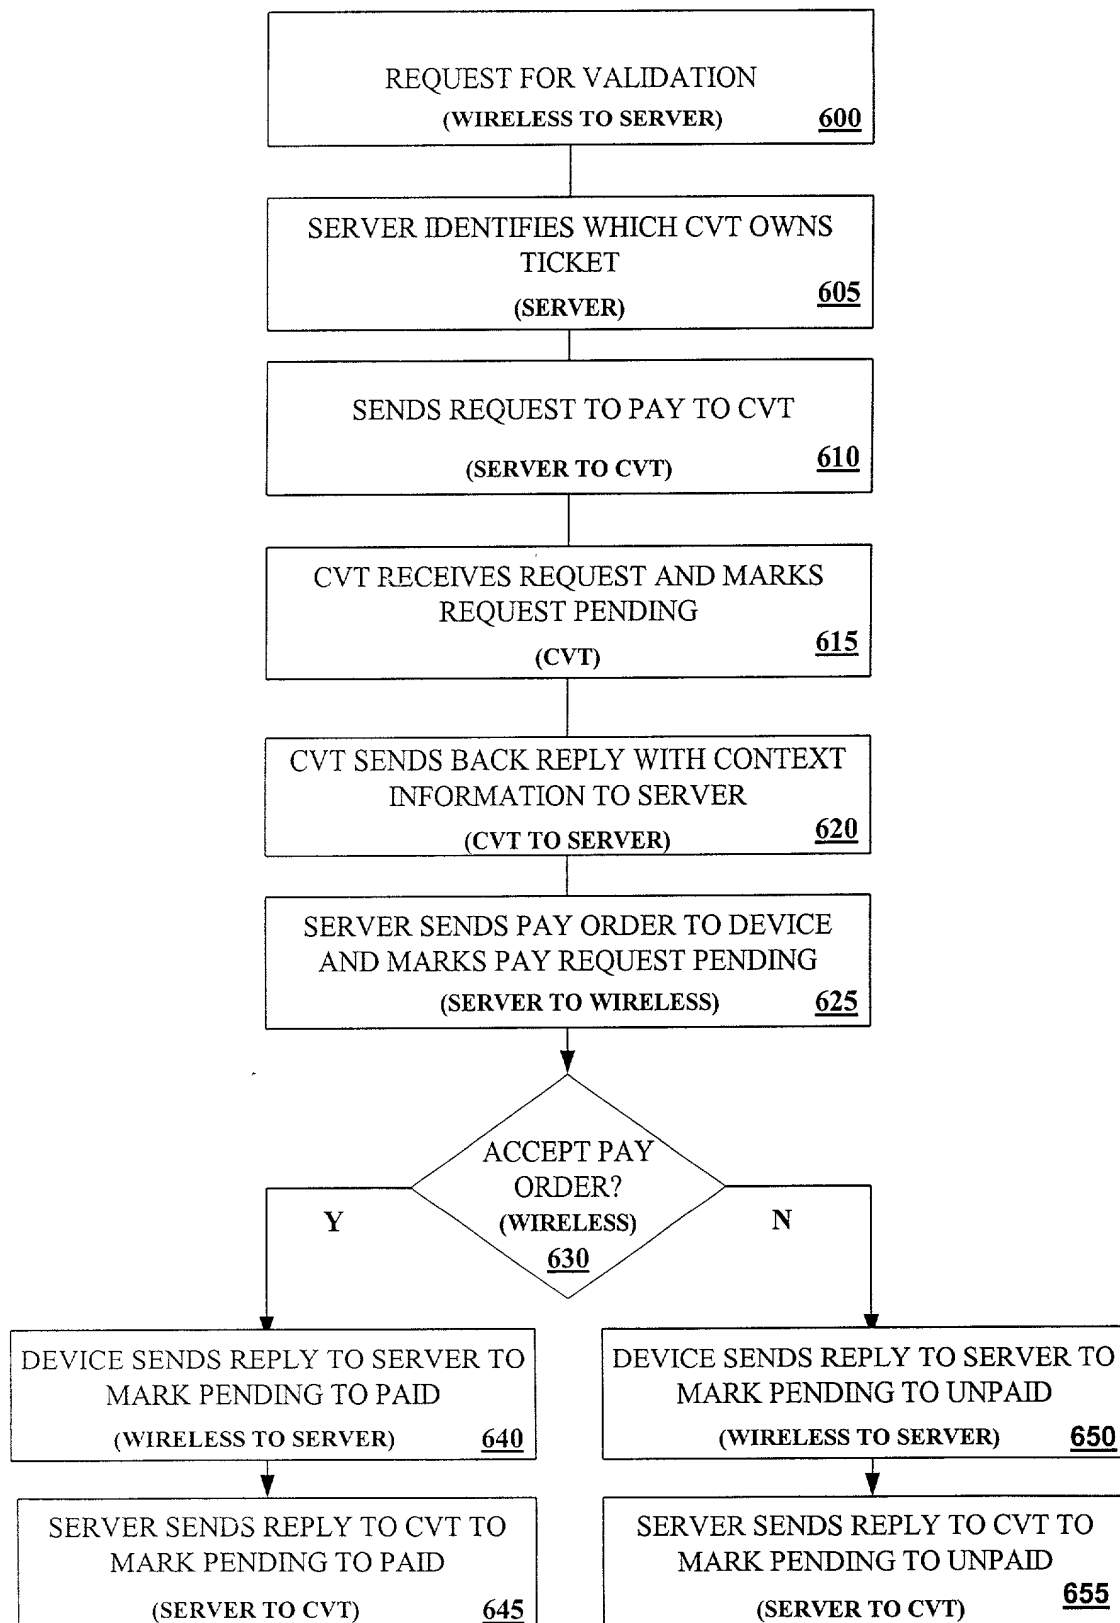 REQUEST FOR VALIDATION
(WIRELESS TO SERVER) 600
SERVER IDENTIFIES WHICH CVT OWNS
TICKET
(SERVER) 605
SENDS REQUEST TO PAY TO CVT
(SERVER TO CVT) 610
CVT RECEIVES REQUEST AND MARKS
REQUEST PENDING
(CVT) 615
CVT SENDS BACK REPLY WITH CONTEXT
INFORMATION TO SERVER
(CVT TO SERVER) 620
SERVER SENDS PAY ORDER TO DEVICE
AND MARKS PAY REQUEST PENDING
(SERVER TO WIRELESS) 625
ACCEPT PAY
ORDER?
(WIRELESS)
630
Y
N
DEVICE SENDS REPLY TO SERVER TO
MARK PENDING TO PAID
(WIRELESS TO SERVER) 640
DEVICE SENDS REPLY TO SERVER TO
MARK PENDING TO UNPAID
(WIRELESS TO SERVER) 650
SERVER SENDS REPLY TO CVT TO
MARK PENDING TO PAID
(SERVER TO CVT) 645
SERVER SENDS REPLY TO CVT TO
MARK PENDING TO UNPAID
(SERVER TO CVT) 655